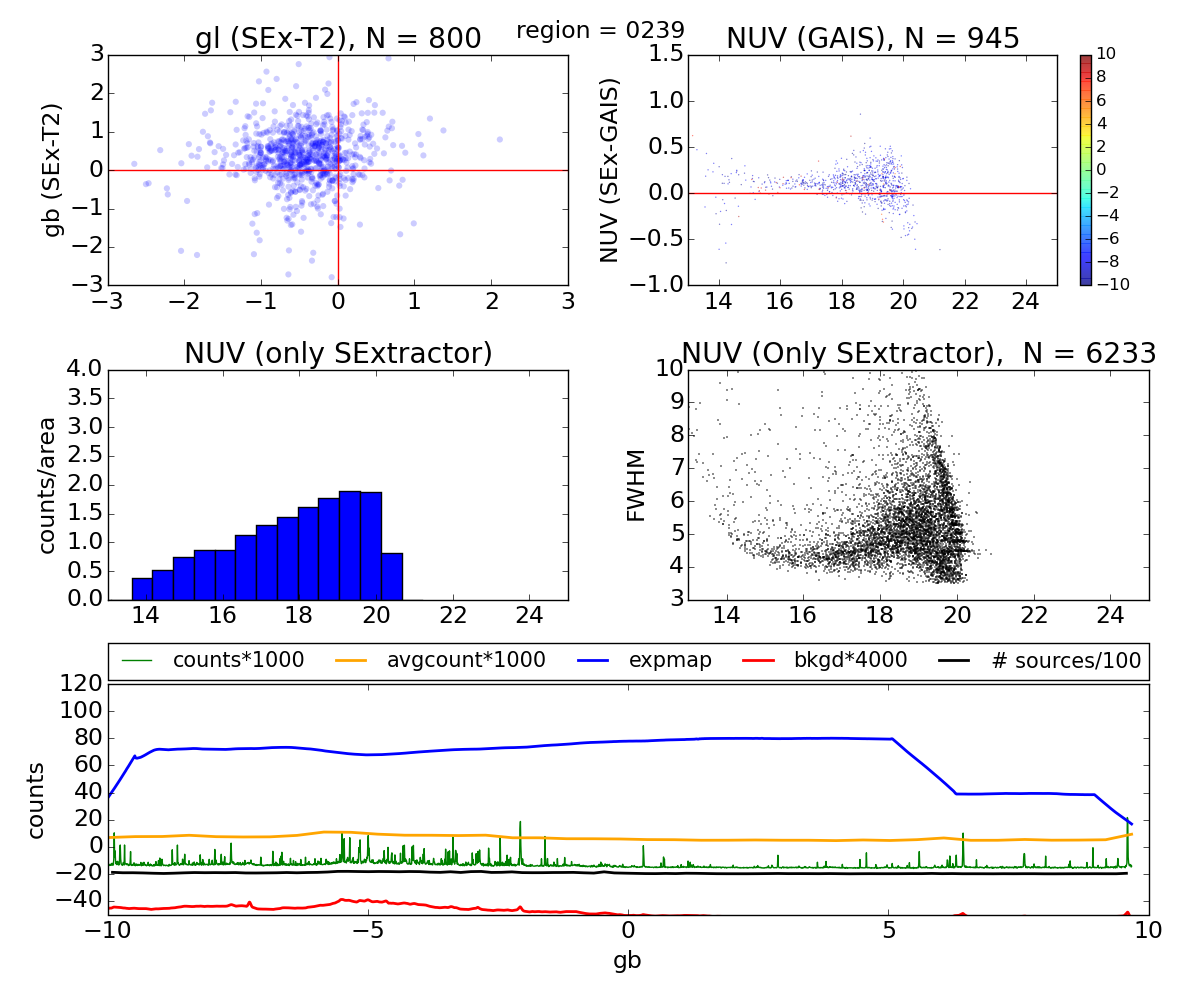 region = 0239
gl (SEx-T2), N = 800
gb (SEx-T2)
3
2
1
0
−1
−2
−3
−3 −2 −1 0 1 2 3
NUV (GAIS), N = 945
NUV (SEx-GAIS)
1.5
1.0
0.5
0.0
−0.5
−1.0
14 16 18 20 22 24
10
8
6
4
2
0
−2
−4
−6
−8
−10
NUV (only SExtractor)
counts/area
4.0
3.5
3.0
2.5
2.0
1.5
1.0
0.5
0.0
14 16 18 20 22 24
NUV (Only SExtractor),  N = 6233
FWHM
10
9
8
7
6
5
4
3
14 16 18 20 22 24
counts*1000 avgcount*1000 expmap bkgd*4000 # sources/100
counts
120
100
80
60
40
20
0
−20
−40
−10 −5 0 5 10
gb